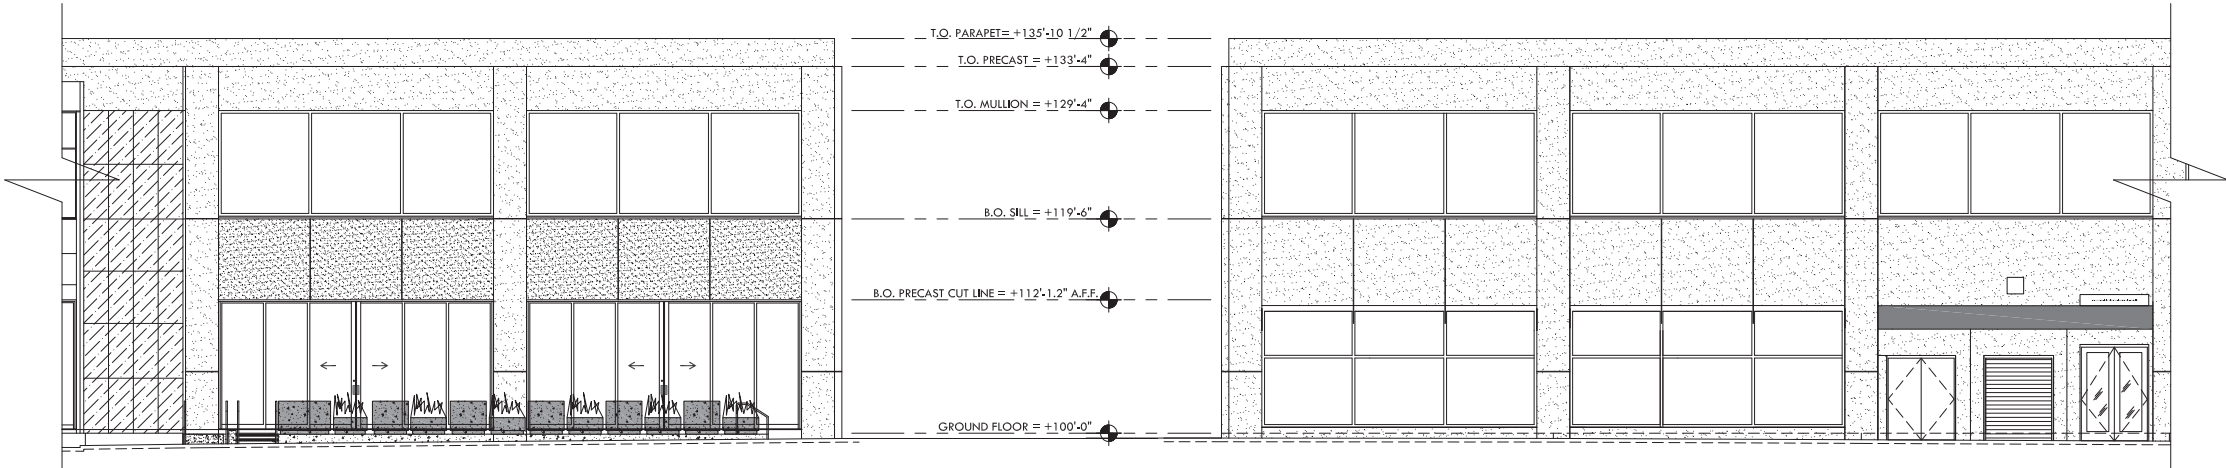 T.O. PARAPET= +135'-10 1/2"
T.O. PRECAST = +133'-4"
T.O. MULLION = +129'-4"
B.O. SILL = +119'-6"
B.O. PRECAST CUT LINE = +112'-1.2" A.F.F.
GROUND FLOOR = +100'-0"